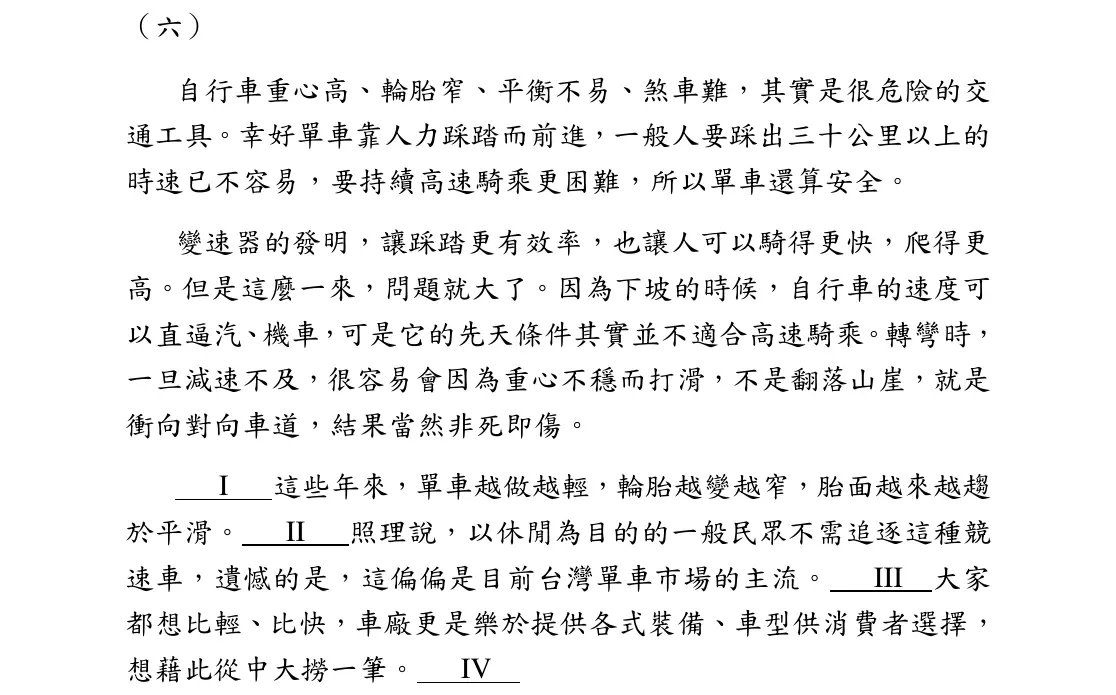 （六）
自行車重心高、輪胎窄、平衡不易、煞車難，其實是很危險的交
通工具。幸好單車靠人力踩踏而前進，一般人要踩出三十公里以上的
時速已不容易，要持續高速騎乘更困難，所以單車還算安全。
變速器的發明，讓踩踏更有效率，也讓人可以騎得更快，爬得更
高。但是這麼一來，問題就大了。因為下坡的時候，自行車的速度可
以直逼汽、機車，可是它的先天條件其實並不適合高速騎乘。轉彎時，
一旦減速不及，很容易會因為重心不穩而打滑，不是翻落山崖，就是
衝向對向車道，結果當然非死即傷。
I 這些年來，單車越做越輕，輪胎越變越窄，胎面越來越趨
於平滑。 II 照理說，以休閒為目的的一般民眾不需追逐這種競
速車，遺憾的是，這偏偏是目前台灣單車市場的主流。 III 大家
都想比輕、比快，車廠更是樂於提供各式裝備、車型供消費者選擇，
想藉此從中大撈一筆。 IV